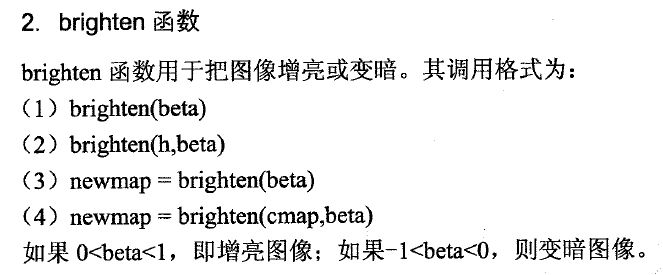 2. brighten 函数
brighten 函数用于把图像增亮或变暗。其调用格式为：
（1）brighten(beta)
（2）brighten(h,beta)
（3）newmap = brighten(beta)
（4）newmap = brighten(cmap,beta)
如果 0<beta<1，即增亮图像；如果−1<beta<0，则变暗图像。